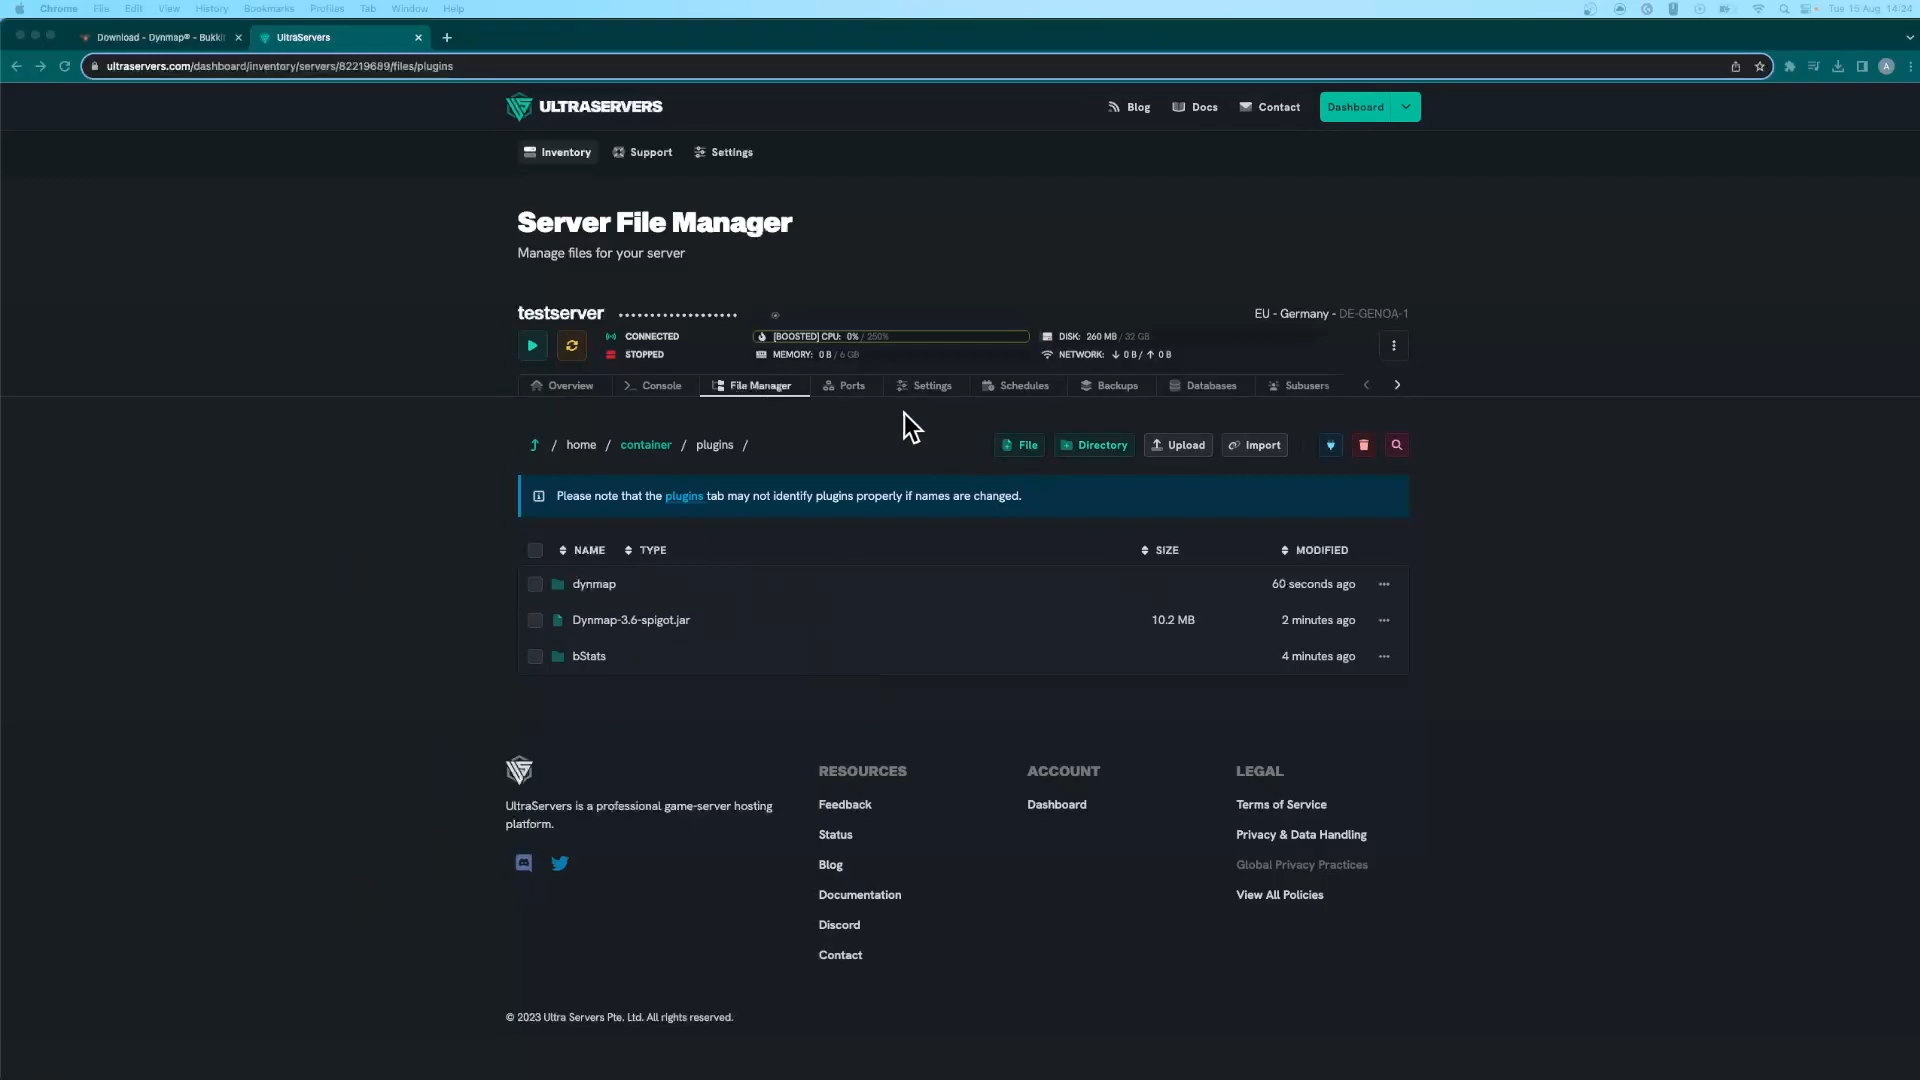 Chrome File Edit View History Bookmarks Profiles Tab Window Help Tue 15 Aug 14:24
Download - Dynmap® - Bukki UltraServers
ultraservers.com/dashboard/inventory/servers/82219689/files/plugins A
ULTRASERVERS Blog Docs Contact Dashboard
Inventory Support Settings
Server File Manager
Manage files for your server
testserver •••••••••••••••••••
EU - Germany - DE-GENOA-1
CONNECTED [BOOSTED] CPU: 0% / 250% DISK: 260 MB / 32 GB
STOPPED MEMORY: 0 B / 6 GB NETWORK: ↓ 0 B / ↑ 0 B
Overview Console File Manager Ports Settings Schedules Backups Databases Subusers
/ home / container / plugins / File Directory Upload Import
Please note that the plugins tab may not identify plugins properly if names are changed.
NAME TYPE SIZE MODIFIED
dynmap 60 seconds ago
Dynmap-3.6-spigot.jar 10.2 MB 2 minutes ago
bStats 4 minutes ago
RESOURCES ACCOUNT LEGAL
UltraServers is a professional game-server hosting
platform.
Feedback Dashboard Terms of Service
Status Privacy & Data Handling
Blog Global Privacy Practices
Documentation View All Policies
Discord
Contact
© 2023 Ultra Servers Pte. Ltd. All rights reserved.